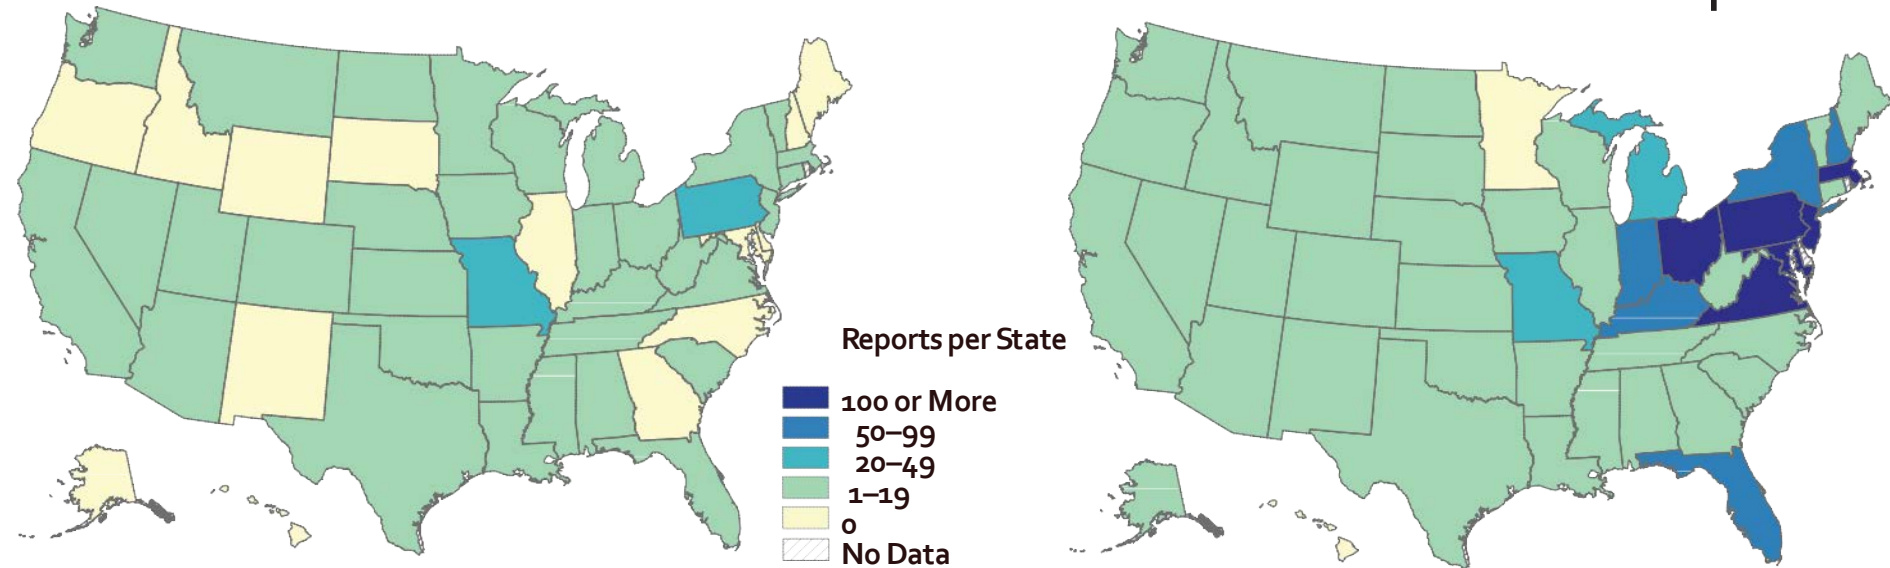 Reports per State
100 or More
50–99
20–49
1–19
0
No Data